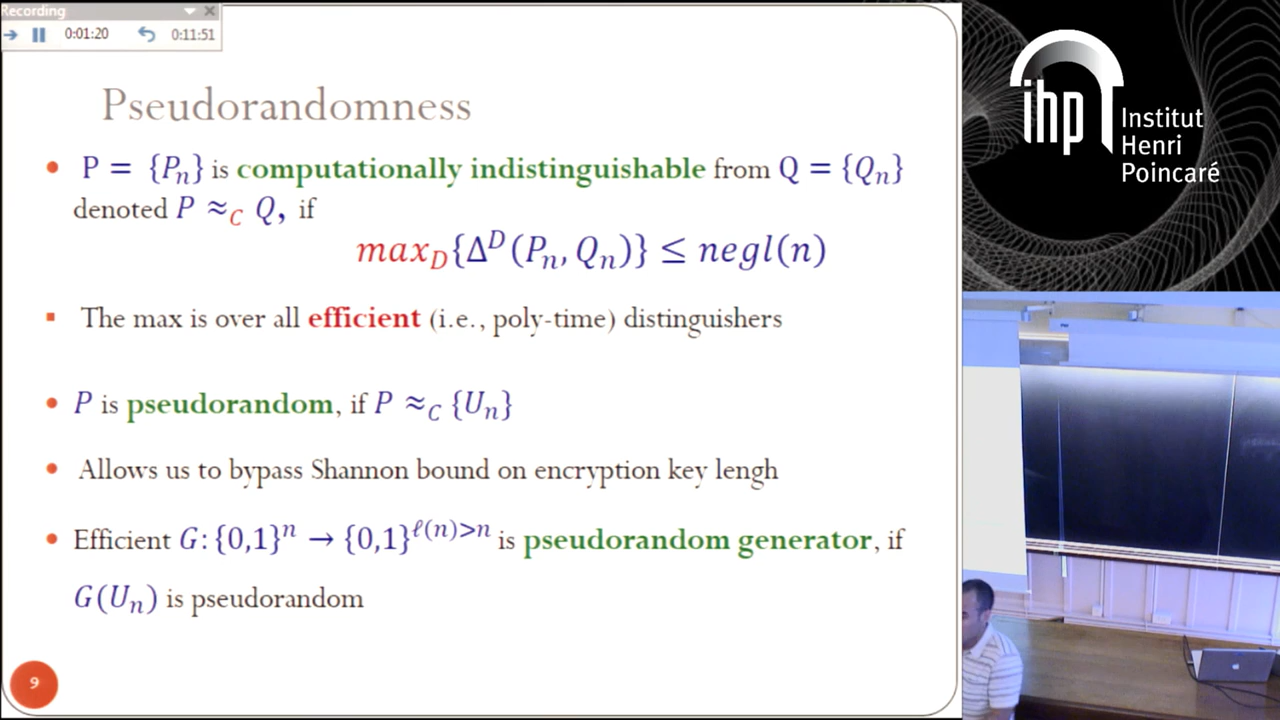 Recording
0:01:20 0:11:51
Pseudorandomness
P = {Pₙ} is computationally indistinguishable from Q = {Qₙ}
denoted P ≈_C Q, if
max_D{Δ^D(Pₙ, Qₙ)} ≤ negl(n)
The max is over all efficient (i.e., poly-time) distinguishers
P is pseudorandom, if P ≈_C {Uₙ}
Allows us to bypass Shannon bound on encryption key lengh
Efficient G: {0,1}^n → {0,1}^{ℓ(n)>n} is pseudorandom generator, if
G(Uₙ) is pseudorandom
9
ihp
Institut
Henri
Poincaré